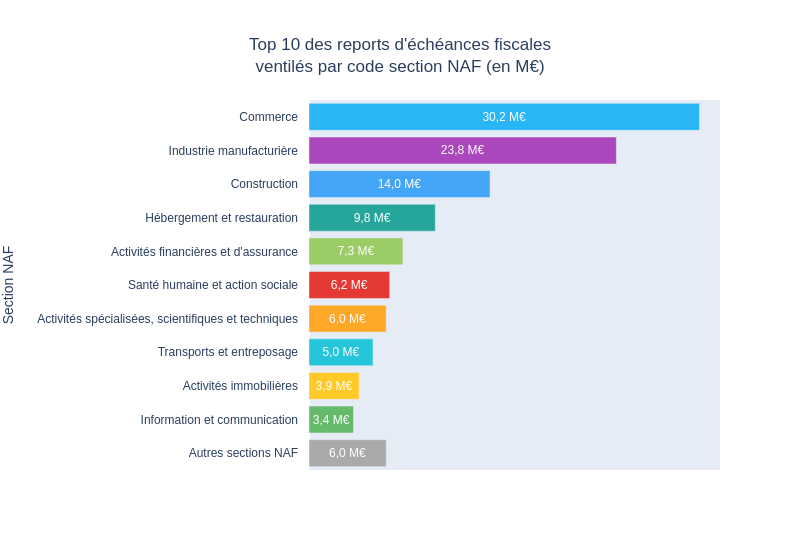 Top 10 des reports d'échéances fiscales
ventilés par code section NAF (en M€)
Section NAF
Commerce 30,2 M€
Industrie manufacturière 23,8 M€
Construction 14,0 M€
Hébergement et restauration 9,8 M€
Activités financières et d'assurance 7,3 M€
Santé humaine et action sociale 6,2 M€
Activités spécialisées, scientifiques et techniques 6,0 M€
Transports et entreposage 5,0 M€
Activités immobilières 3,9 M€
Information et communication 3,4 M€
Autres sections NAF 6,0 M€